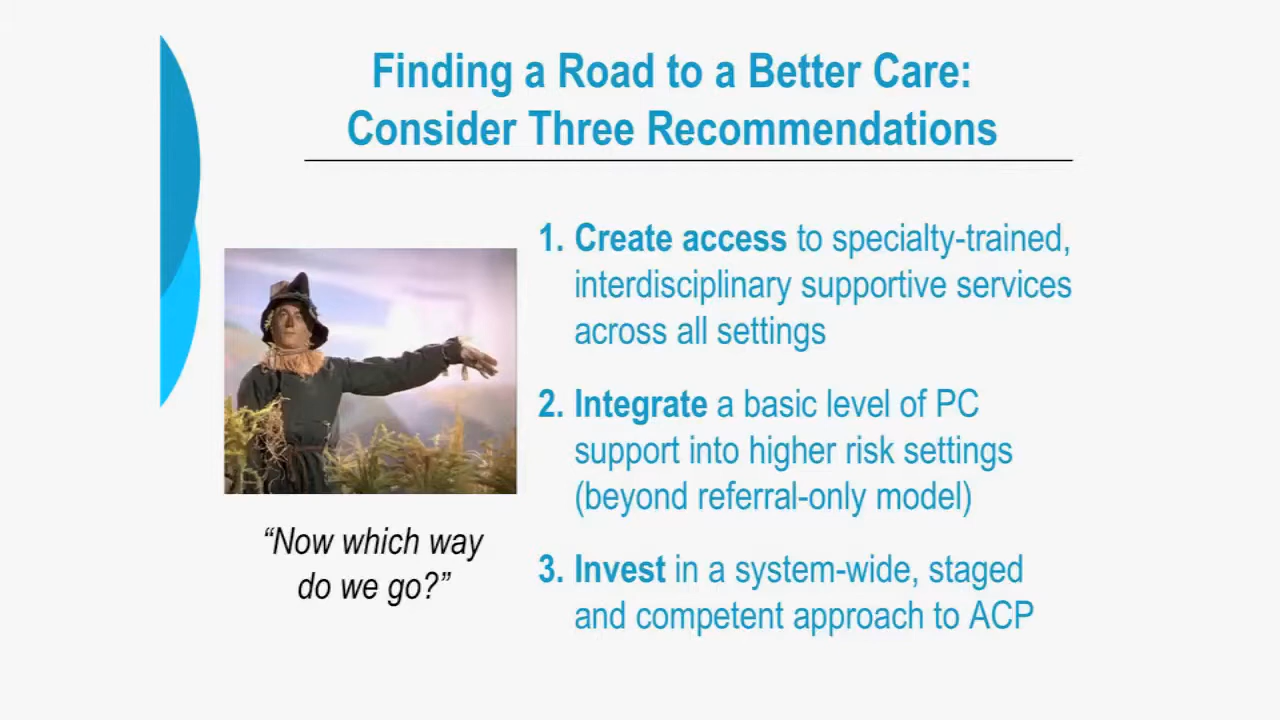 Finding a Road to a Better Care:
Consider Three Recommendations
1. Create access to specialty-trained,
interdisciplinary supportive services
across all settings
2. Integrate a basic level of PC
support into higher risk settings
(beyond referral-only model)
3. Invest in a system-wide, staged
and competent approach to ACP
“Now which way
do we go?”